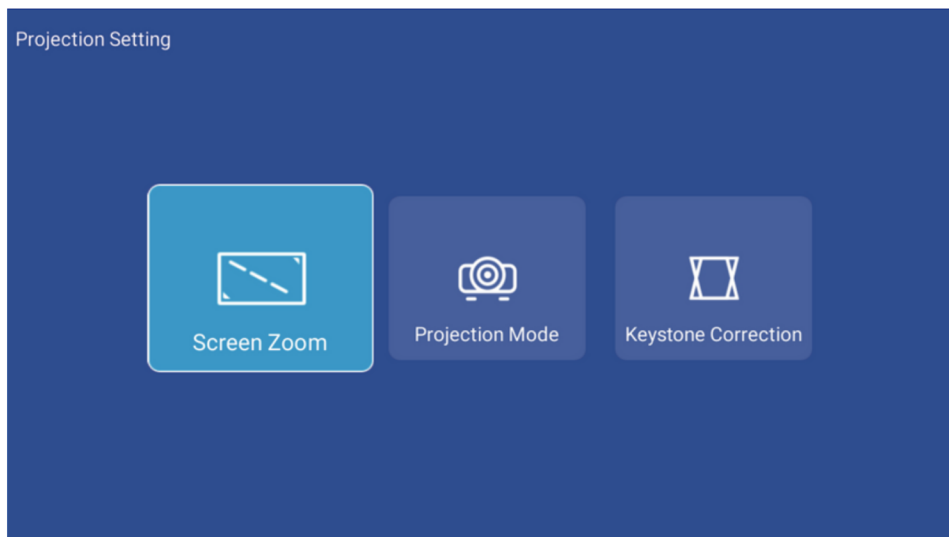 Projection Setting
Screen Zoom
Projection Mode
Keystone Correction